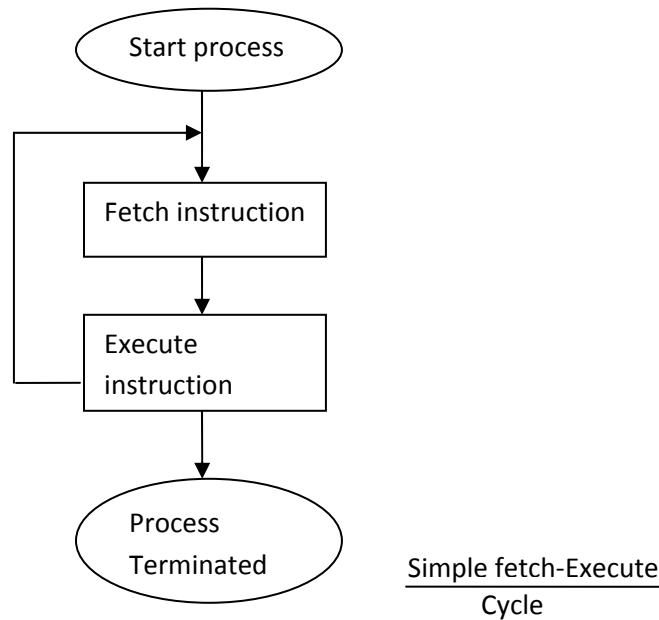 Start process
Fetch instruction
Execute
instruction
Process
Terminated
Simple fetch-Execute
Cycle